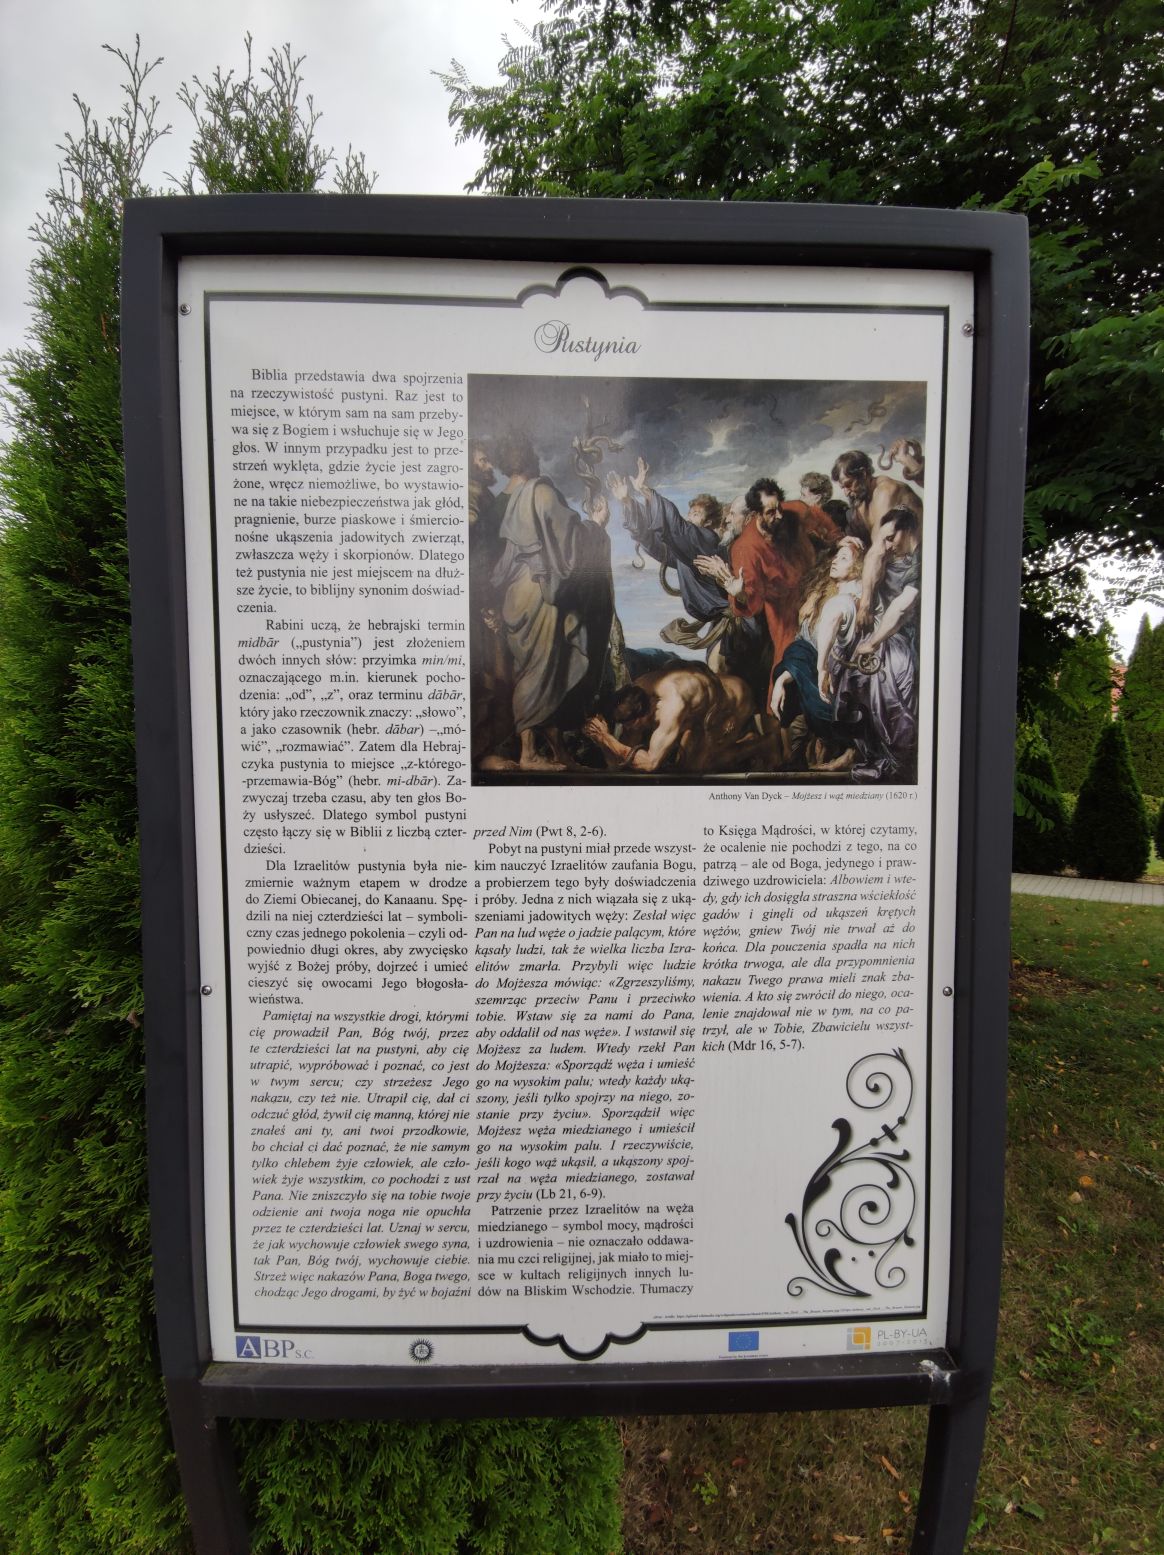 Pustynia
Biblia przedstawia dwa spojrzenia
na rzeczywistość pustyni. Raz jest to
miejsce, w którym sam na sam przeby-
wa się z Bogiem i wsłuchuje się w Jego
głos. W innym przypadku jest to prze-
strzeń wyklęta, gdzie życie jest zagro-
żone, wręcz niemożliwe, bo wystawio-
ne na takie niebezpieczeństwa jak głód,
pragnienie, burze piaskowe i śmiercio-
nośne ukąszenia jadowitych zwierząt,
zwłaszcza węży i skorpionów. Dlatego
też pustynia nie jest miejscem na dłuż-
sze życie, to biblijny synonim doświad-
czenia.
Rabini uczą, że hebrajski termin
midbār („pustynia”) jest złożeniem
dwóch innych słów: przyimka min/mi,
oznaczającego m.in. kierunek pocho-
dzenia: „od”, „z”, oraz terminu dābār,
który jako rzeczownik znaczy: „słowo”,
a jako czasownik (hebr. dābar) –„mó-
wić”, „rozmawiać”. Zatem dla Hebraj-
czyka pustynia to miejsce „z-którego-
-przemawia-Bóg” (hebr. mi-dbār). Za-
zwyczaj trzeba czasu, aby ten głos Bo-
ży usłyszeć. Dlatego symbol pustyni
często łączy się w Biblii z liczbą czter-
dzieści.
Dla Izraelitów pustynia była nie-
zmiernie ważnym etapem w drodze
do Ziemi Obiecanej, do Kanaanu. Spę-
dzili na niej czterdzieści lat – symboli-
czny czas jednego pokolenia – czyli od-
powiednio długi okres, aby zwycięsko
wyjść z Bożej próby, dojrzeć i umieć
cieszyć się owocami Jego błogosła-
wieństwa.
Pamiętaj na wszystkie drogi, którymi
cię prowadził Pan, Bóg twój, przez
te czterdzieści lat na pustyni, aby cię
utrapić, wypróbować i poznać, co jest
w twym sercu; czy strzeżesz Jego
nakazu, czy też nie. Utrapił cię, dał ci
odczuć głód, żywił cię manną, której nie
znałeś ani ty, ani twoi przodkowie,
bo chciał ci dać poznać, że nie samym
tylko chlebem żyje człowiek, ale czło-
wiek żyje wszystkim, co pochodzi z ust
Pana. Nie zniszczyło się na tobie twoje
odzienie ani twoja noga nie opuchła
przez te czterdzieści lat. Uznaj w sercu,
że jak wychowuje człowiek swego syna,
tak Pan, Bóg twój, wychowuje ciebie.
Strzeż więc nakazów Pana, Boga twego,
chodząc Jego drogami, by żyć w bojaźni
Anthony Van Dyck – Mojżesz i wąż miedziany (1620 r.)
przed Nim (Pwt 8, 2-6).
Pobyt na pustyni miał przede wszyst-
kim nauczyć Izraelitów zaufania Bogu,
a probierzem tego były doświadczenia
i próby. Jedna z nich wiązała się z uką-
szeniami jadowitych węży: Zesłał więc
Pan na lud węże o jadzie palącym, które
kąsały ludzi, tak że wielka liczba Izra-
elitów zmarła. Przybyli więc ludzie
do Mojżesza mówiąc: «Zgrzeszyliśmy,
szemrząc przeciw Panu i przeciwko
tobie. Wstaw się za nami do Pana,
aby oddalił od nas węże». I wstawił się
Mojżesz za ludem. Wtedy rzekł Pan
do Mojżesza: «Sporządź węża i umieść
go na wysokim palu; wtedy każdy uką-
szony, jeśli tylko spojrzy na niego, zo-
stanie przy życiu». Sporządził więc
Mojżesz węża miedzianego i umieścił
go na wysokim palu. I rzeczywiście,
jeśli kogo wąż ukąsił, a ukąszony spoj-
rzał na węża miedzianego, zostawał
przy życiu (Lb 21, 6-9).
Patrzenie przez Izraelitów na węża
miedzianego – symbol mocy, mądrości
i uzdrowienia – nie oznaczało oddawa-
nia mu czci religijnej, jak miało to miej-
sce w kultach religijnych innych lu-
dów na Bliskim Wschodzie. Tłumaczy
to Księga Mądrości, w której czytamy,
że ocalenie nie pochodzi z tego, na co
patrzą – ale od Boga, jedynego i praw-
dziwego uzdrowiciela: Albowiem i wte-
dy, gdy ich dosięgła straszna wściekłość
gadów i ginęli od ukąszeń krętych
wężów, gniew Twój nie trwał aż do
końca. Dla pouczenia spadła na nich
krótka trwoga, ale dla przypomnienia
nakazu Twego prawa mieli znak zba-
wienia. A kto się zwrócił do niego, oca-
lenie znajdował nie w tym, na co pa-
trzył, ale w Tobie, Zbawicielu wszyst-
kich (Mdr 16, 5-7).
ABP S.C.
PL-BY-UA
2007-2013